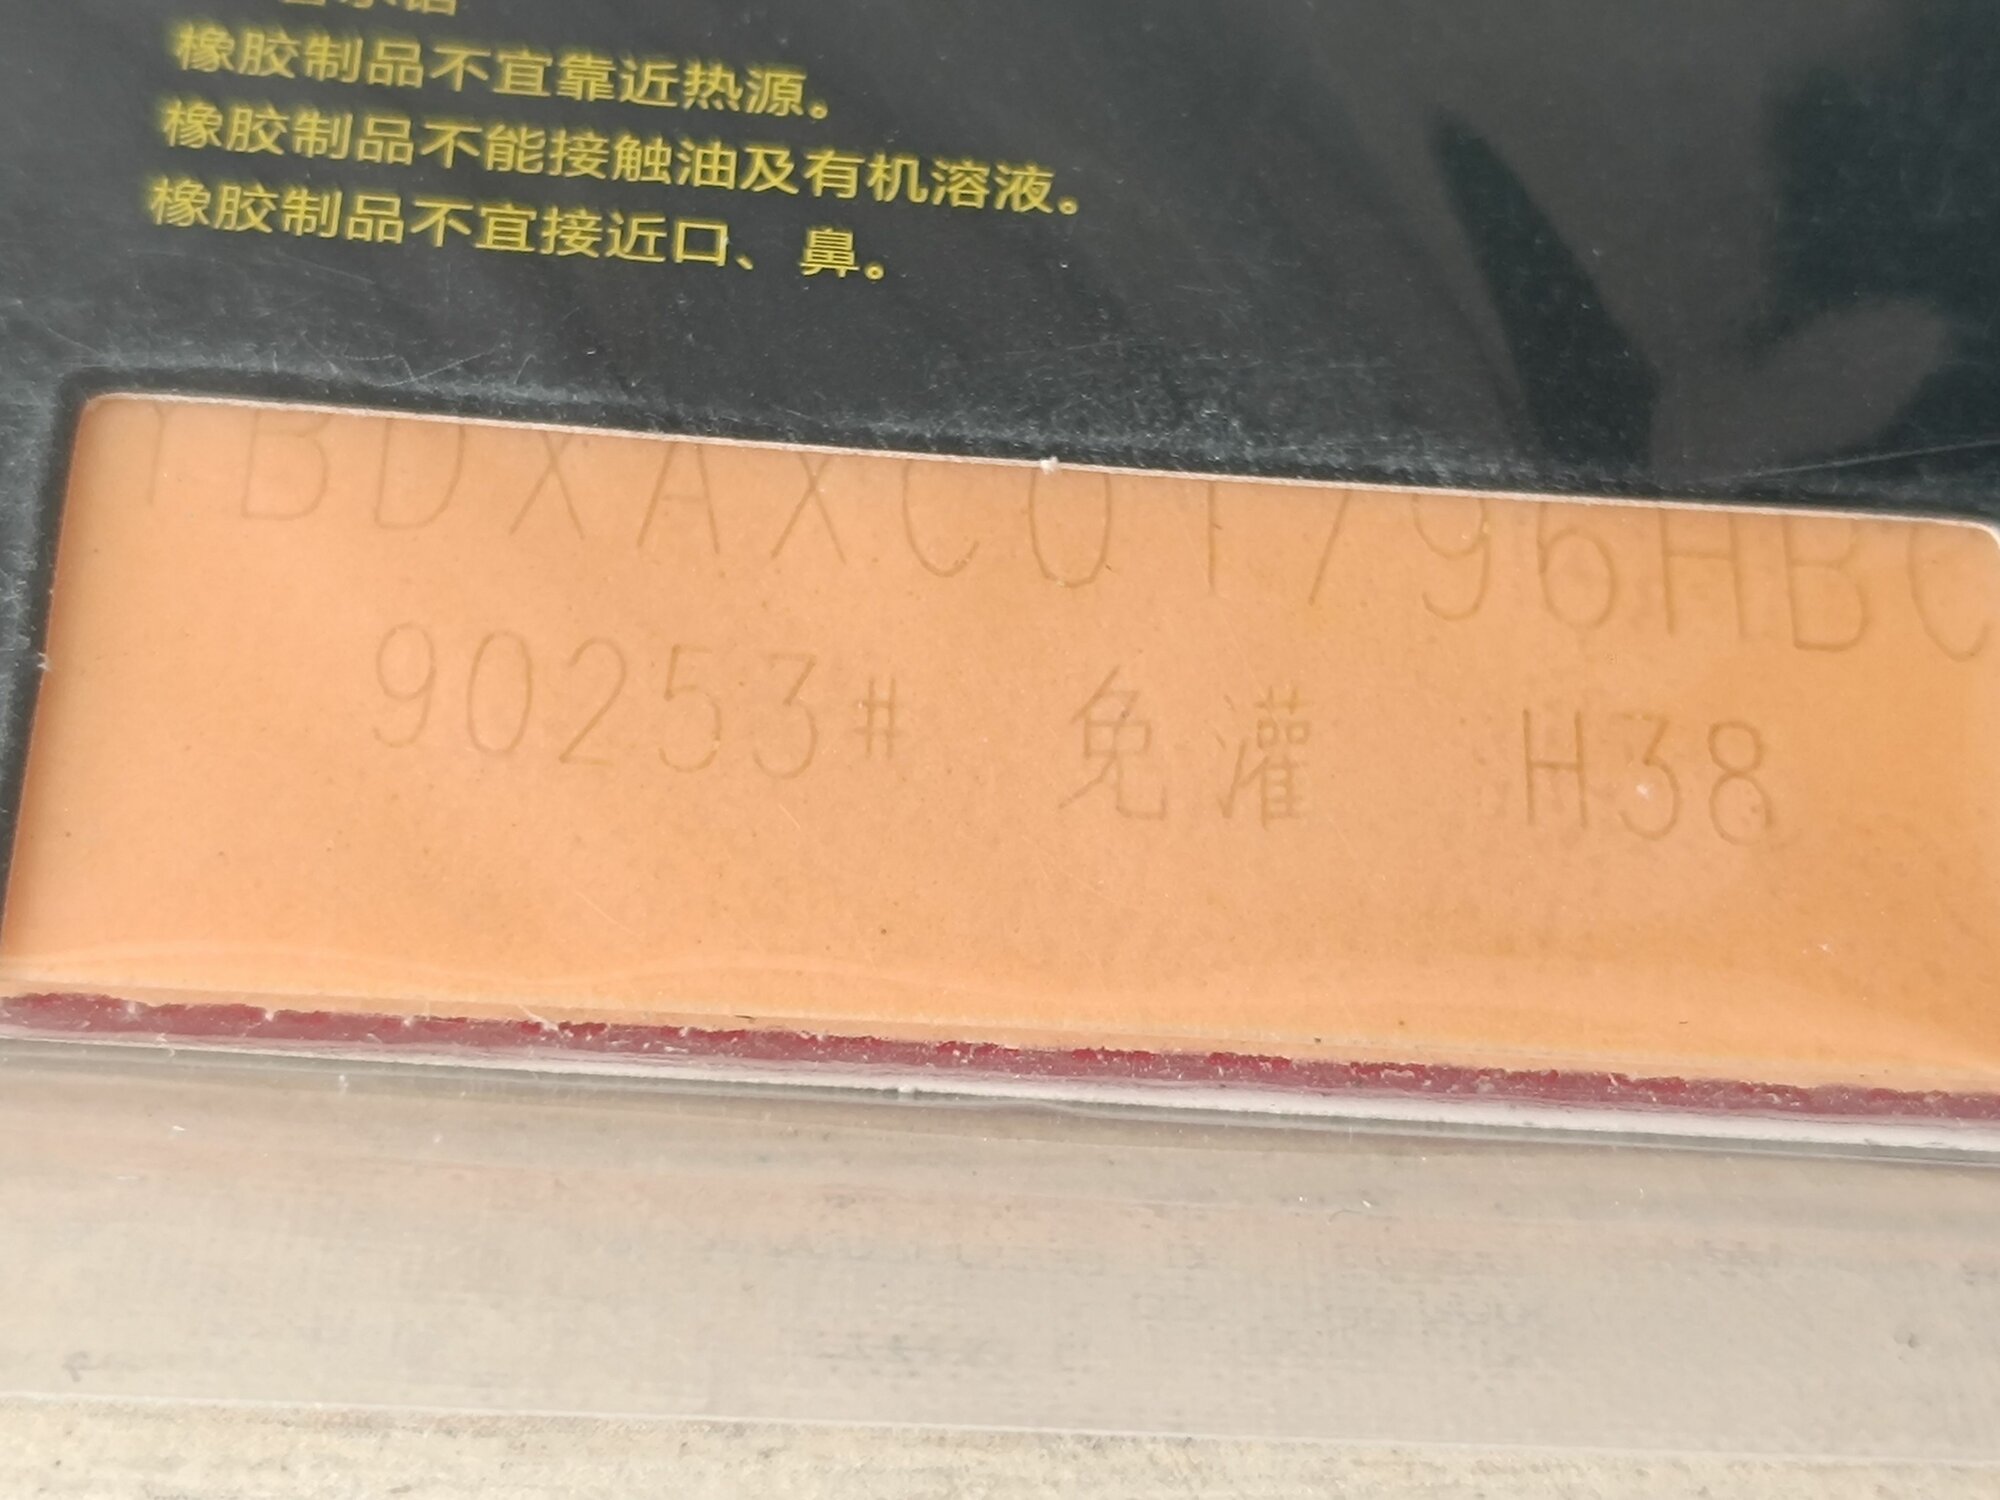 橡胶制品不宜靠近热源。
橡胶制品不能接触油及有机溶液。
橡胶制品不宜接近口、鼻。
YBDXAXC01796HBC
90253# 免灌 H38